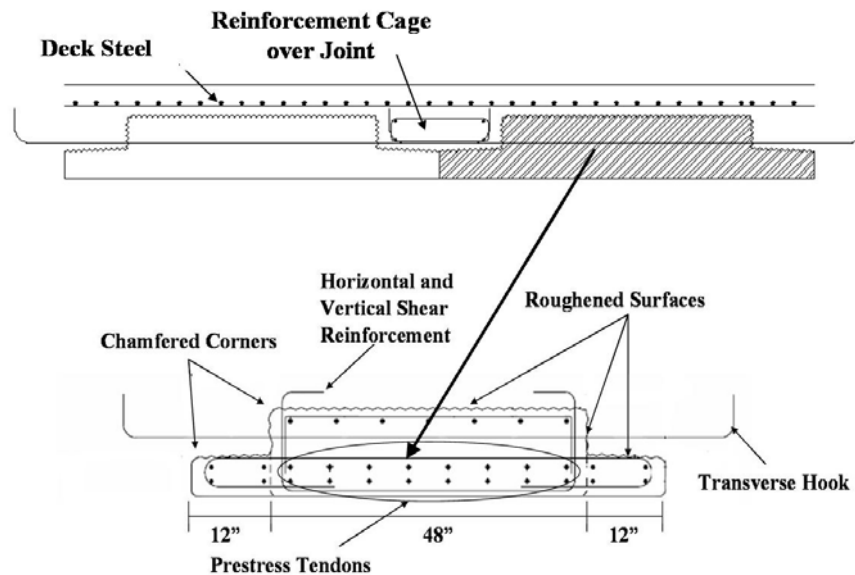 Reinforcement Cage
over Joint
Deck Steel
Horizontal and
Vertical Shear
Reinforcement
Roughened Surfaces
Chamfered Corners
Transverse Hook
12”
48”
12”
Prestress Tendons